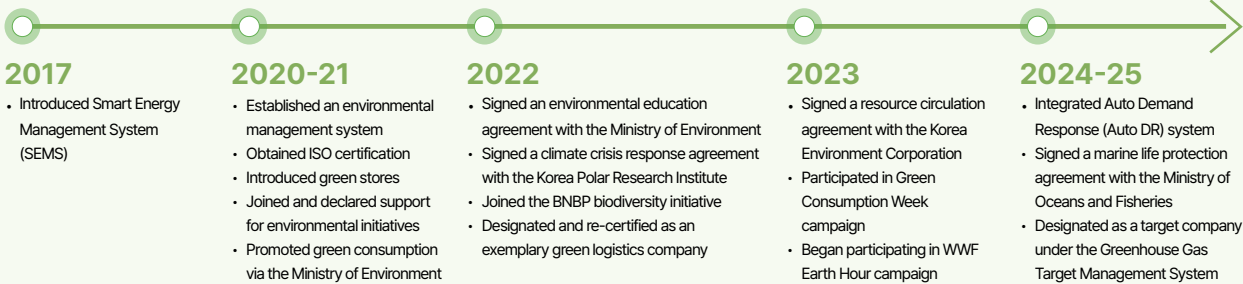 2017
• Introduced Smart Energy
Management System
(SEMS)
2020-21
• Established an environmental
management system
• Obtained ISO certification
• Introduced green stores
• Joined and declared support
for environmental initiatives
• Promoted green consumption
via the Ministry of Environment
2022
• Signed an environmental education
agreement with the Ministry of Environment
• Signed a climate crisis response agreement
with the Korea Polar Research Institute
• Joined the BNBP biodiversity initiative
• Designated and re-certified as an
exemplary green logistics company
2023
• Signed a resource circulation
agreement with the Korea
Environment Corporation
• Participated in Green
Consumption Week
campaign
• Began participating in WWF
Earth Hour campaign
2024-25
• Integrated Auto Demand
Response (Auto DR) system
• Signed a marine life protection
agreement with the Ministry of
Oceans and Fisheries
• Designated as a target company
under the Greenhouse Gas
Target Management System